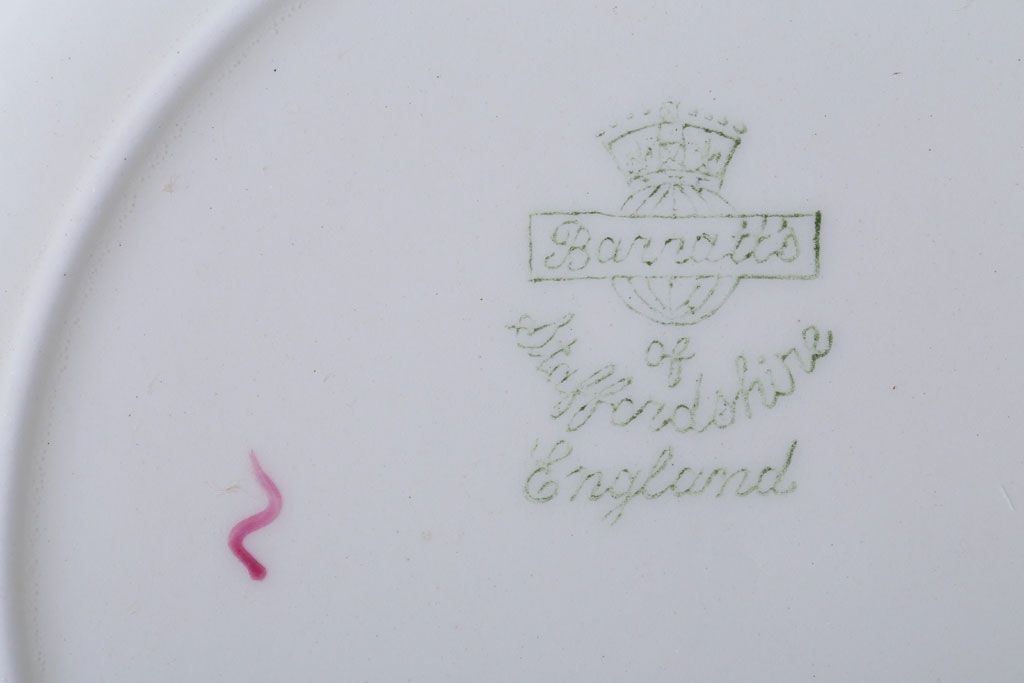 Barratt's
of
Staffordshire
England